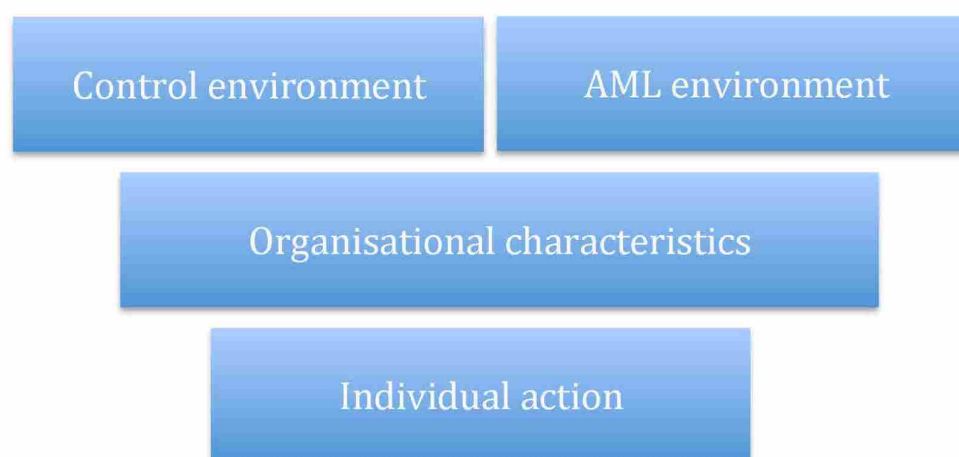 Control environment
AML environment
Organisational characteristics
Individual action